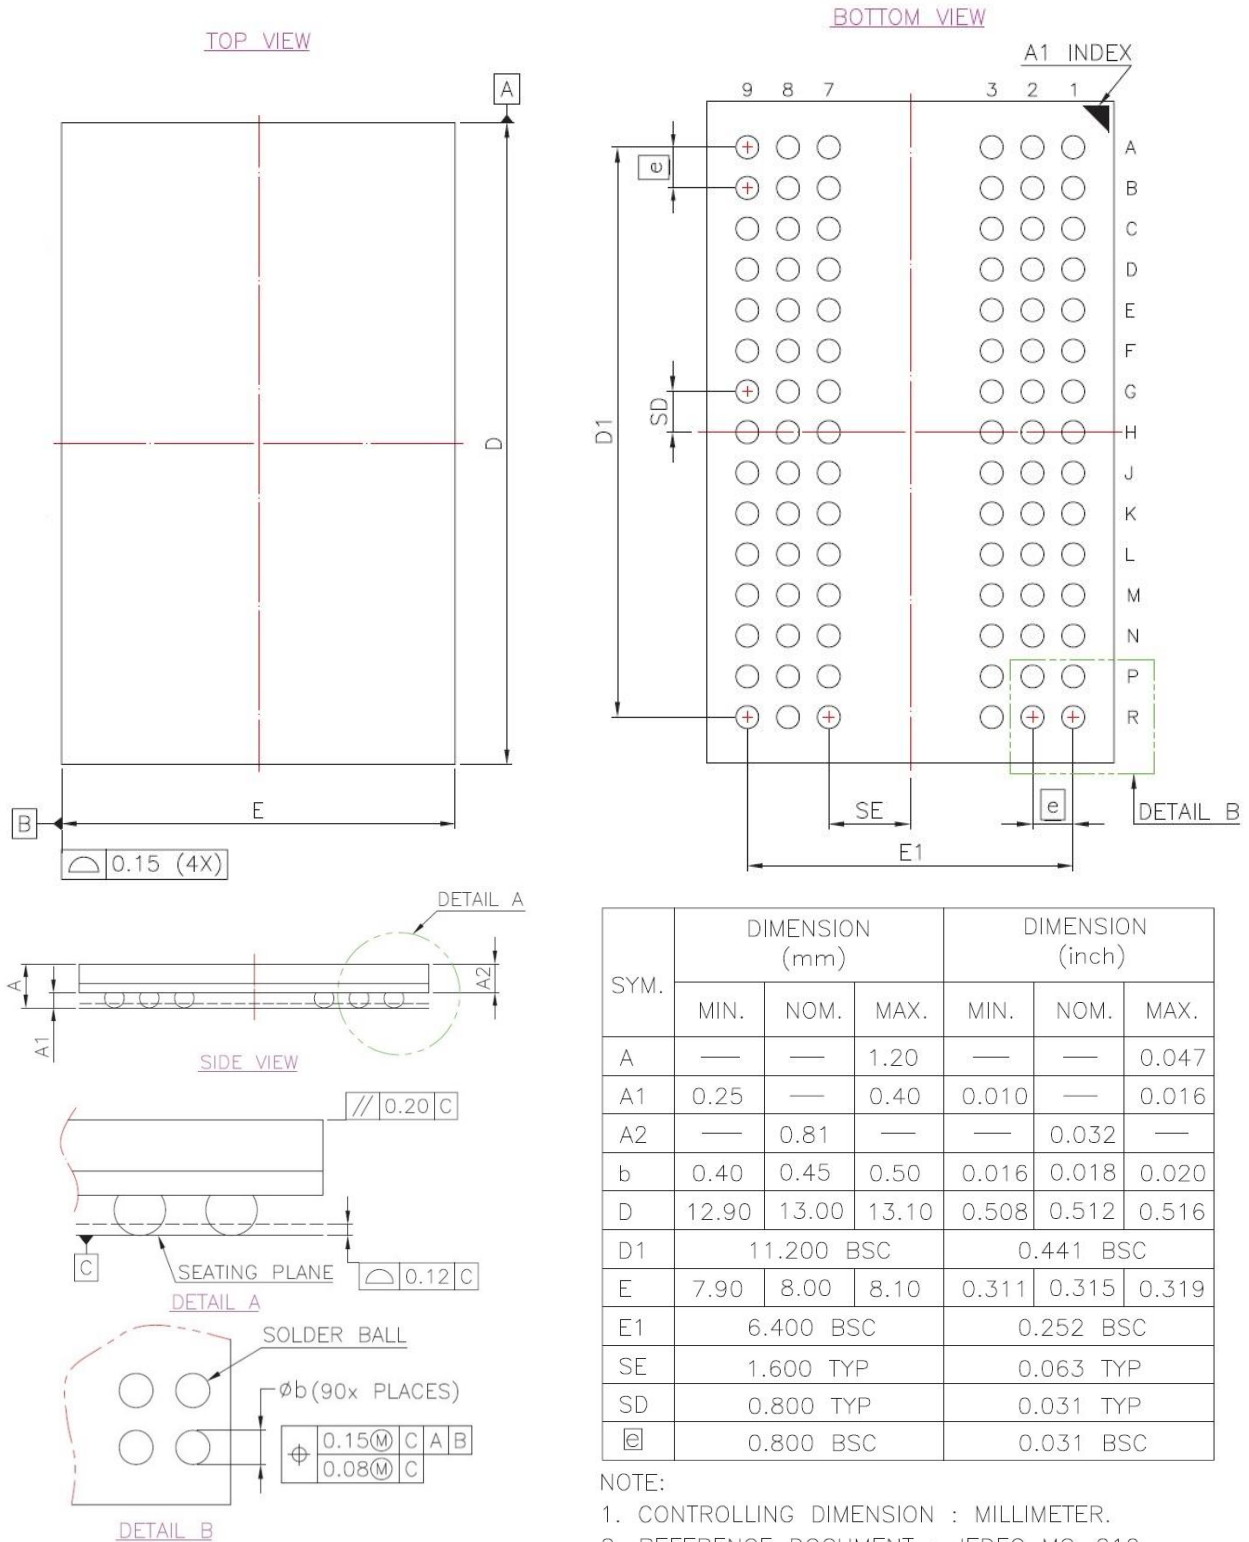 TOP VIEW
A
D
E
B
0.15 (4X)
BOTTOM VIEW
A1 INDEX
9 8 7 3 2 1
A
B
C
D
E
F
G
H
J
K
L
M
N
P
R
e
SD
D1
SE
e
E1
DETAIL B
DETAIL A
A
A1
A2
SIDE VIEW
// 0.20 C
C
SEATING PLANE
0.12 C
DETAIL A
SOLDER BALL
Øb(90x PLACES)
0.15Ⓜ C A B
0.08Ⓜ C
DETAIL B
SYM. DIMENSION (mm) DIMENSION (inch)
MIN. NOM. MAX. MIN. NOM. MAX.
A — — 1.20 — — 0.047
A1 0.25 — 0.40 0.010 — 0.016
A2 — 0.81 — — 0.032 —
b 0.40 0.45 0.50 0.016 0.018 0.020
D 12.90 13.00 13.10 0.508 0.512 0.516
D1 11.200 BSC 0.441 BSC
E 7.90 8.00 8.10 0.311 0.315 0.319
E1 6.400 BSC 0.252 BSC
SE 1.600 TYP 0.063 TYP
SD 0.800 TYP 0.031 TYP
e 0.800 BSC 0.031 BSC
NOTE:
1. CONTROLLING DIMENSION : MILLIMETER.